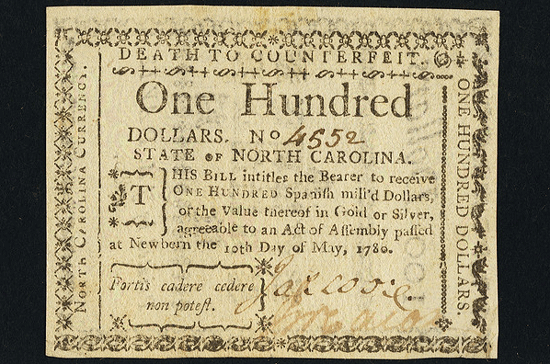 DEATH TO COUNTERFEIT.
One Hundred
DOLLARS. No 4552
STATE OF NORTH CAROLINA.
THIS BILL intitles the Bearer to receive
ONE HUNDRED Spanish mill'd Dollars,
or the Value thereof in Gold or Silver,
agreeable to an Act of Assembly passed
at Newbern the 10th Day of May, 1780.
Fortis cadere cedere
non potest.
NORTH CAROLINA CURRENCY.
ONE HUNDRED DOLLARS.